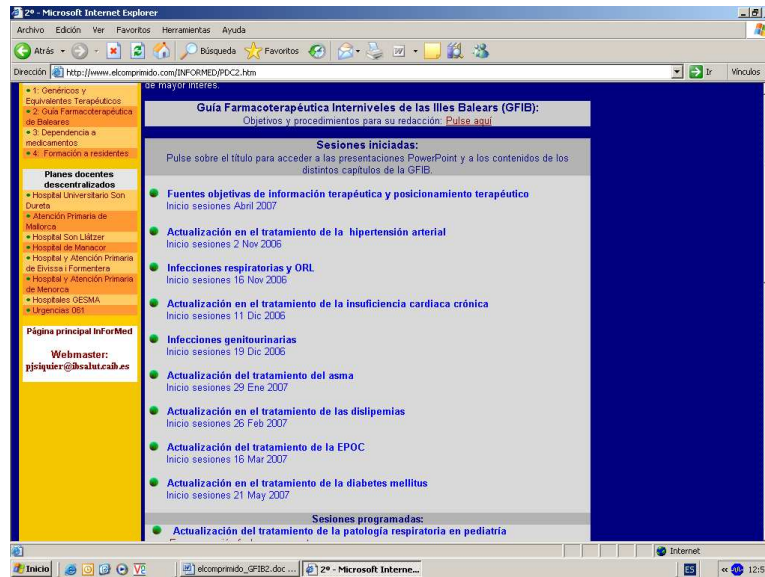 2º - Microsoft Internet Explorer
Archivo Edición Ver Favoritos Herramientas Ayuda
Atrás Búsqueda Favoritos
Dirección http://www.elcomprimido.com/INFORMED/PDC2.htm Ir Vínculos
1: Genéricos y
Equivalentes Terapéuticos
2: Guía Farmacoterapéutica
de Baleares
3: Dependencia a
medicamentos
4: Formación a residentes
Planes docentes
descentralizados
Hospital Universitario Son
Dureta
Atención Primaria de
Mallorca
Hospital Son Llátzer
Hospital de Manacor
Hospital y Atención Primaria
de Eivissa i Formentera
Hospital y Atención Primaria
de Menorca
Hospitales GESMA
Urgencias 061
Página principal InForMed
Webmaster:
pjsiquier@ibsalut.caib.es
de mayor interés.
Guía Farmacoterapéutica Interniveles de las Illes Balears (GFIB):
Objetivos y procedimientos para su redacción: Pulse aquí
Sesiones iniciadas:
Pulse sobre el título para acceder a las presentaciones PowerPoint y a los contenidos de los
distintos capítulos de la GFIB.
Fuentes objetivas de información terapéutica y posicionamiento terapéutico
Inicio sesiones Abril 2007
Actualización en el tratamiento de la hipertensión arterial
Inicio sesiones 2 Nov 2006
Infecciones respiratorias y ORL
Inicio sesiones 16 Nov 2006
Actualización en el tratamiento de la insuficiencia cardiaca crónica
Inicio sesiones 11 Dic 2006
Infecciones genitourinarias
Inicio sesiones 19 Dic 2006
Actualización del tratamiento del asma
Inicio sesiones 29 Ene 2007
Actualización en el tratamiento de las dislipemias
Inicio sesiones 26 Feb 2007
Actualización del tratamiento de la EPOC
Inicio sesiones 16 Mar 2007
Actualización en el tratamiento de la diabetes mellitus
Inicio sesiones 21 May 2007
Sesiones programadas:
Actualización del tratamiento de la patología respiratoria en pediatría
Internet
Inicio elcomprimido_GFIB2.doc ... 2º - Microsoft Interne... ES 12:5